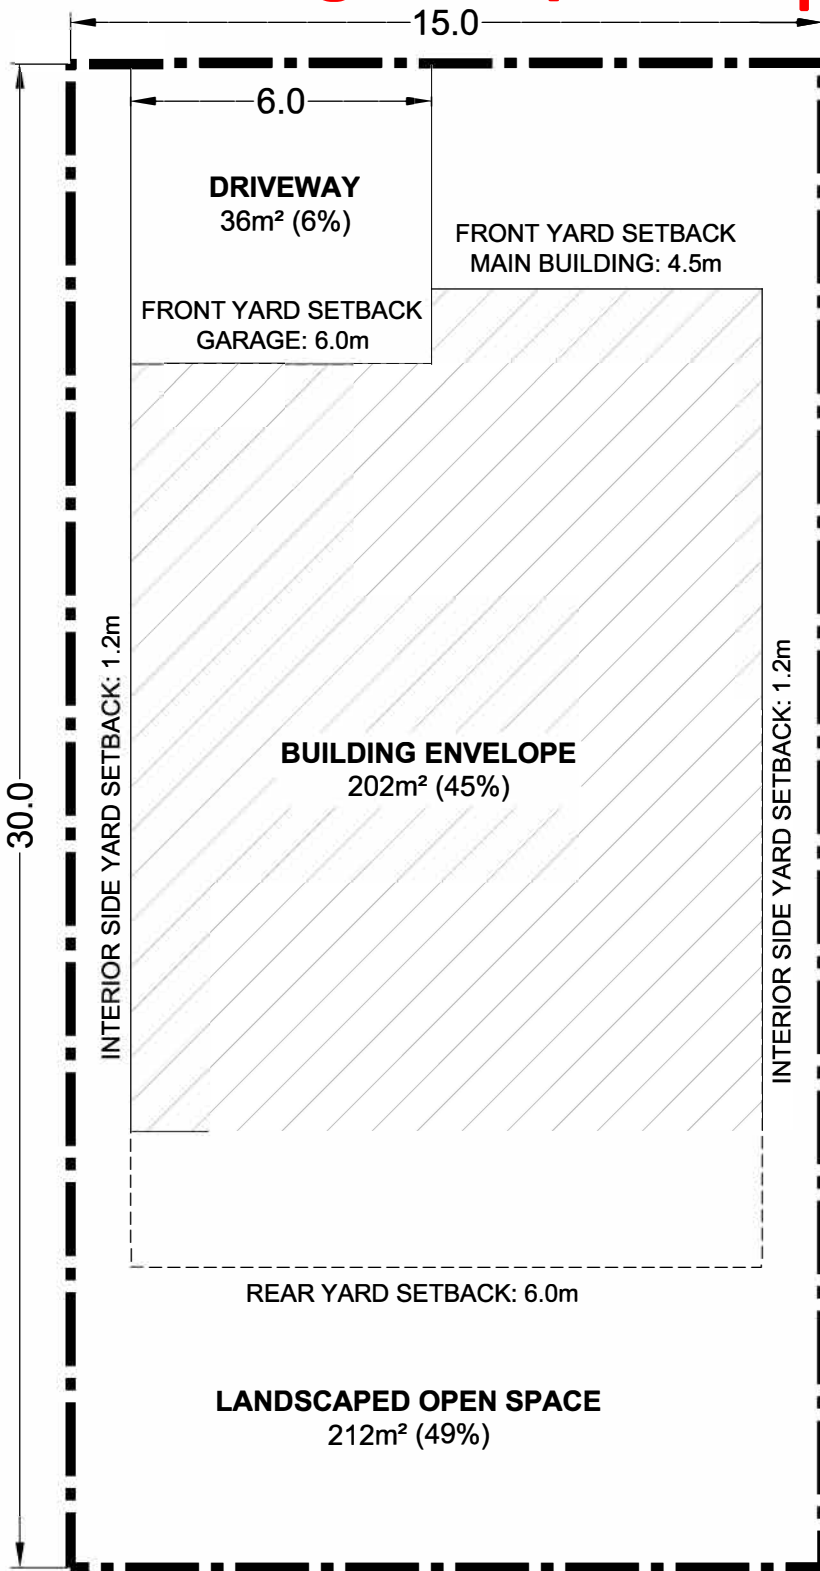 15.0
6.0
DRIVEWAY
36m² (6%)
FRONT YARD SETBACK
MAIN BUILDING: 4.5m
FRONT YARD SETBACK
GARAGE: 6.0m
INTERIOR SIDE YARD SETBACK: 1.2m
INTERIOR SIDE YARD SETBACK: 1.2m
BUILDING ENVELOPE
202m² (45%)
30.0
REAR YARD SETBACK: 6.0m
LANDSCAPED OPEN SPACE
212m² (49%)